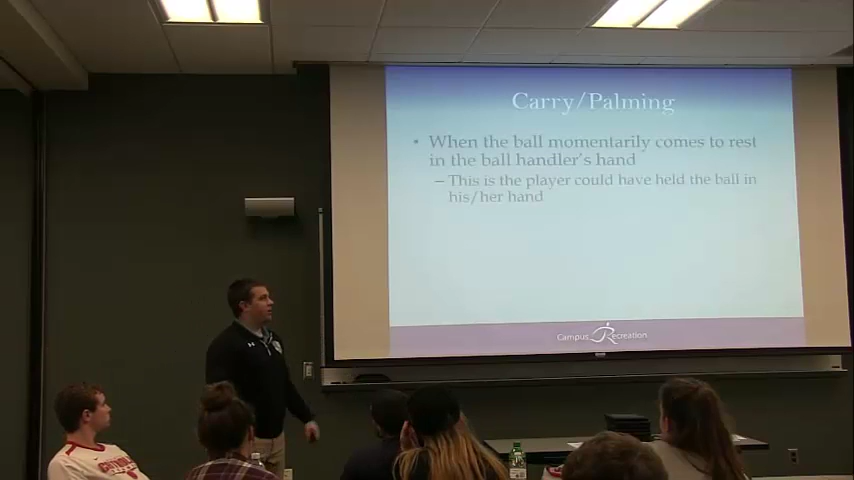 Carry/Palming
• When the ball momentarily comes to rest
in the ball handler's hand
– This is the player could have held the ball in
his/her hand
Campus Recreation